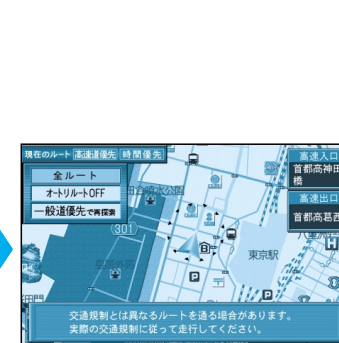 現在のルート 高速道優先 時間優先
全ルート
オートリルートOFF
一般道優先で再探索
高速入口
首都高神田
橋
高速出口
首都高葛西
301
東京駅
P
P
H
交通規制とは異なるルートを通る場合があります。
実際の交通規制に従って走行してください。